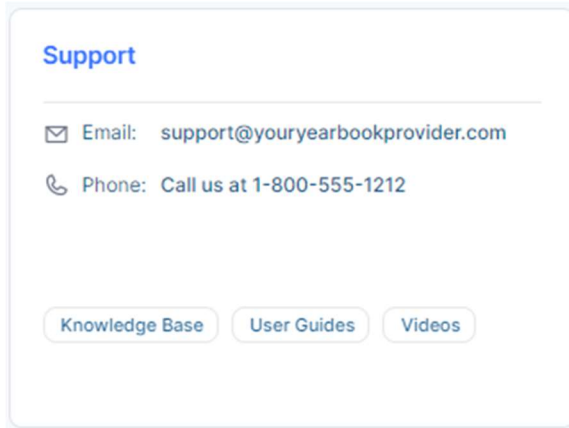 Support
Email: support@youryearbookprovider.com
Phone: Call us at 1-800-555-1212
Knowledge Base User Guides Videos